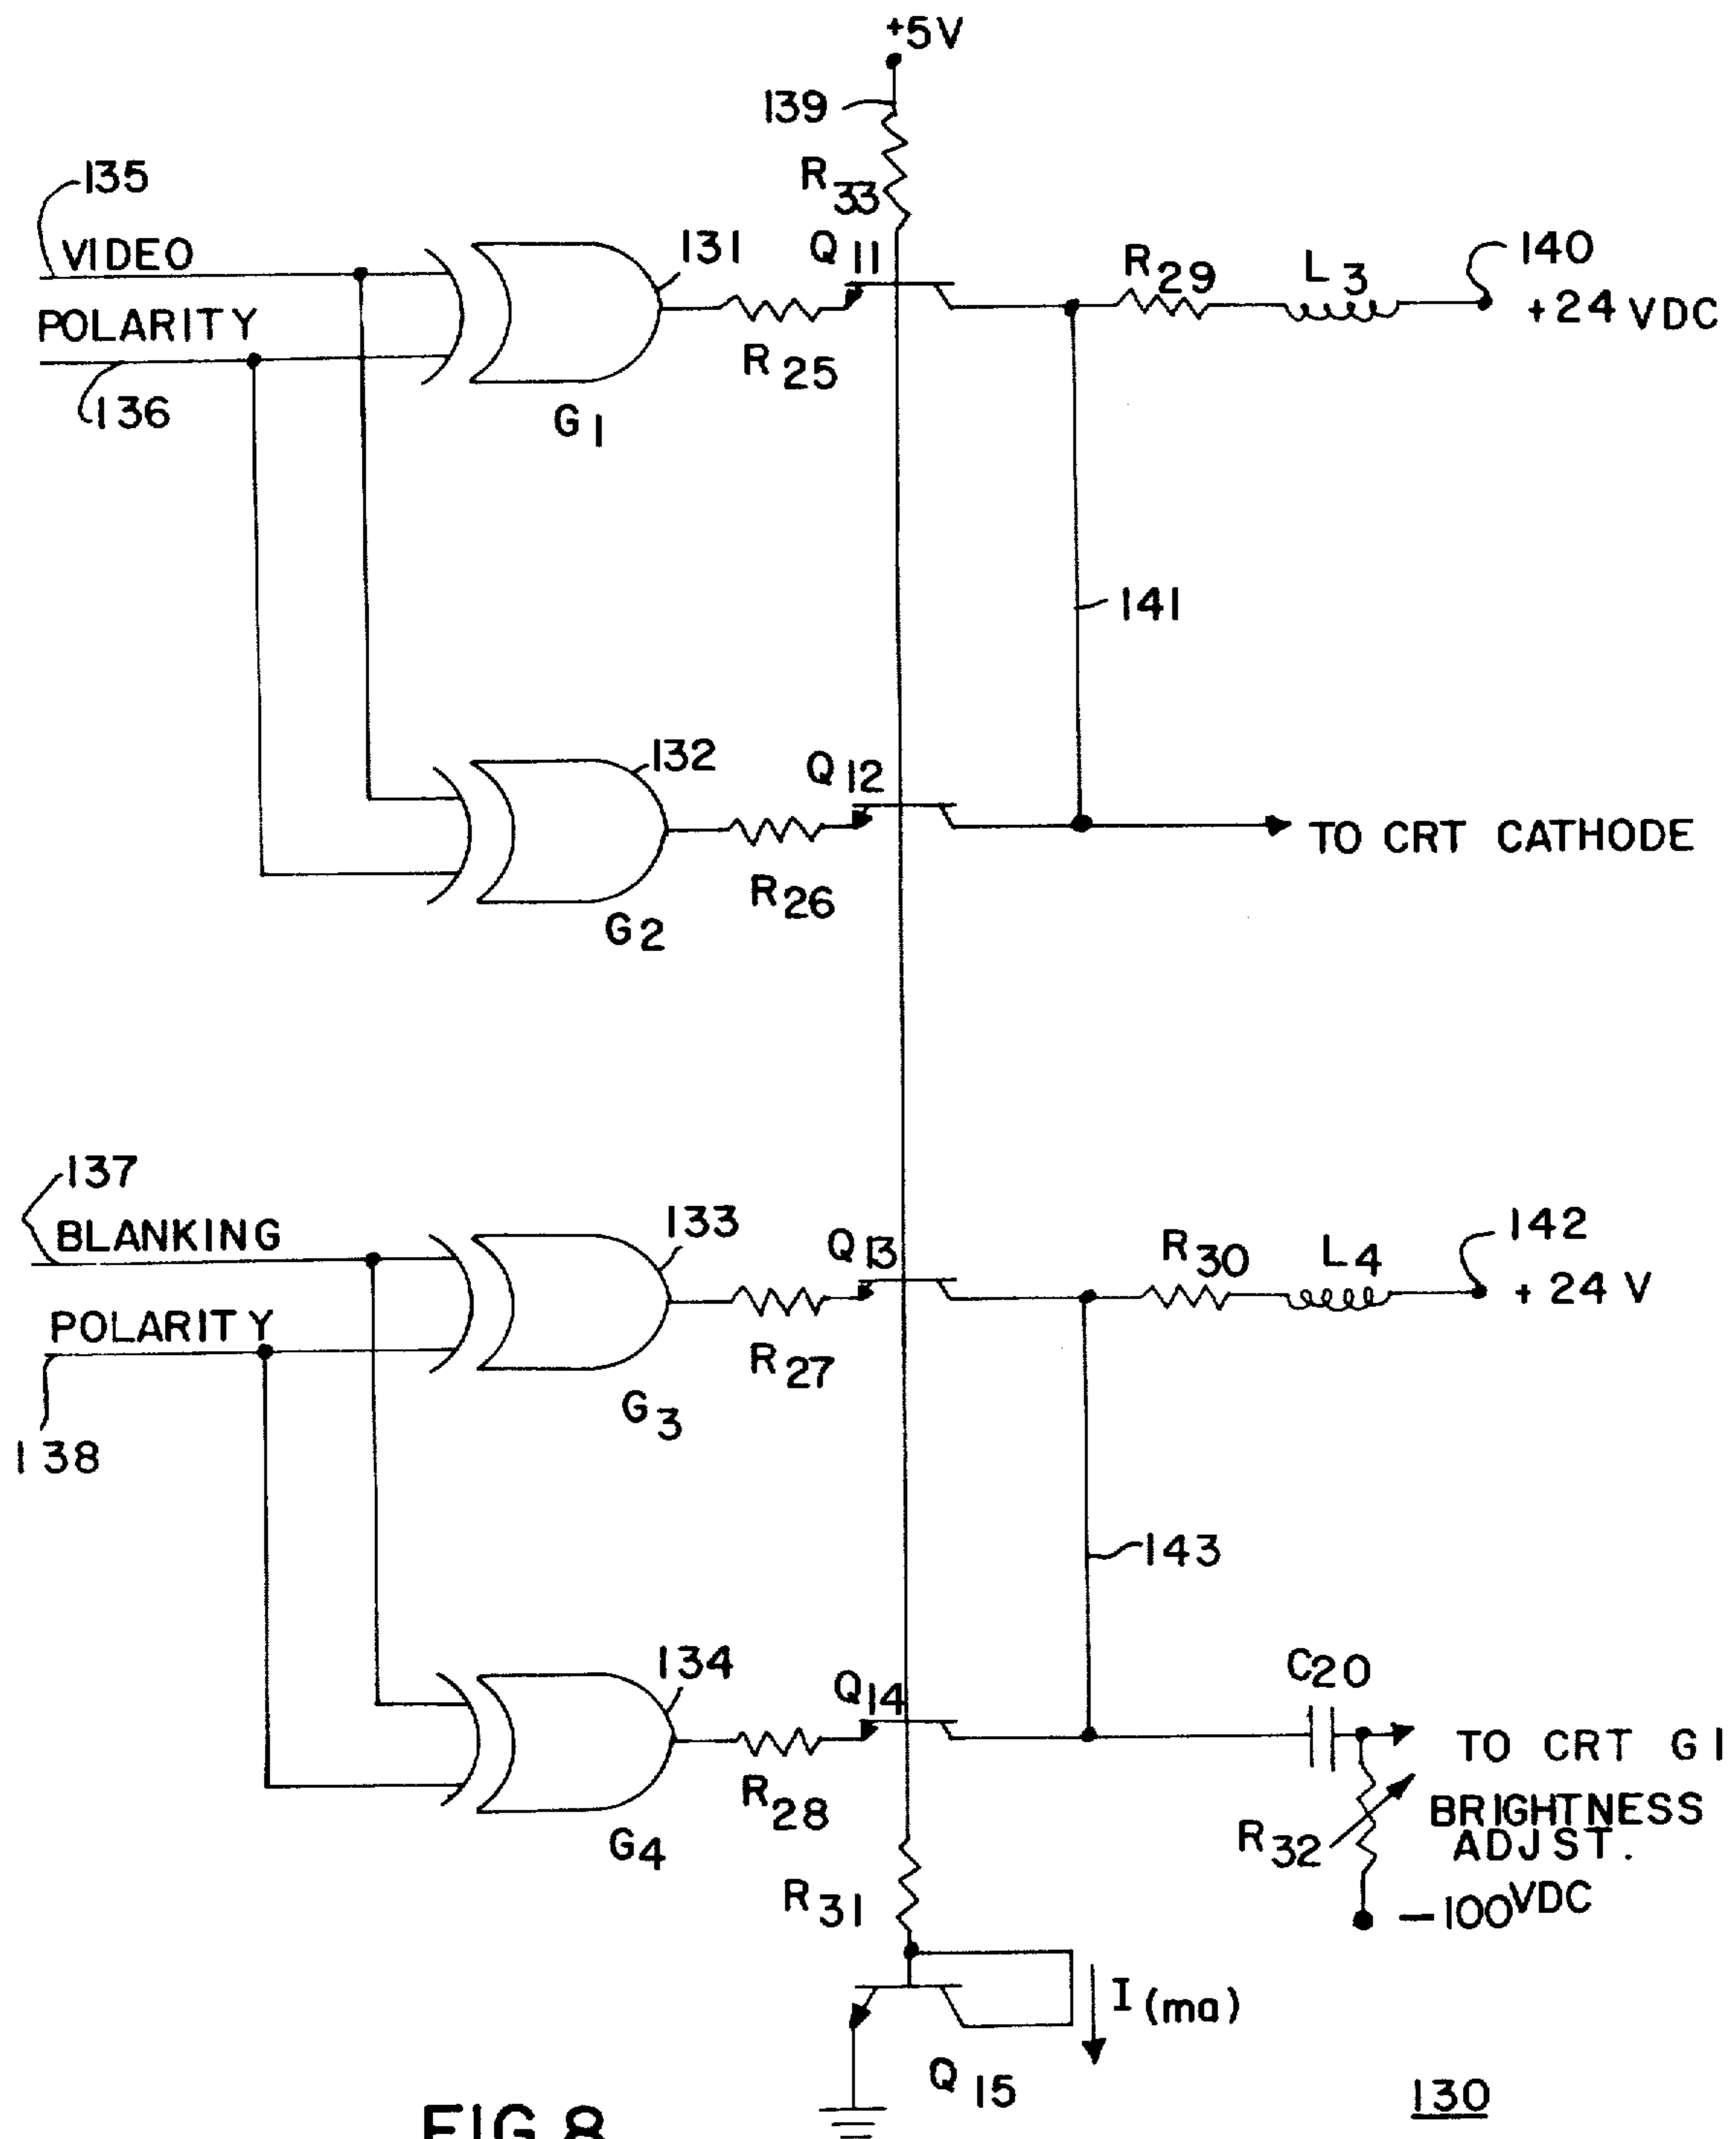 +5V
139
R33
135
VIDEO
131
Q11
R29
L3
140
+24 VDC
POLARITY
R25
136
G1
141
132
Q12
TO CRT CATHODE
R26
G2
137
BLANKING
133
Q13
R30
L4
142
+ 24 V
POLARITY
R27
G3
138
143
134
Q14
C20
TO CRT G1
R28
BRIGHTNESS
ADJST.
R32
G4
R31
-100VDC
I(ma)
Q15
130
FIG.8